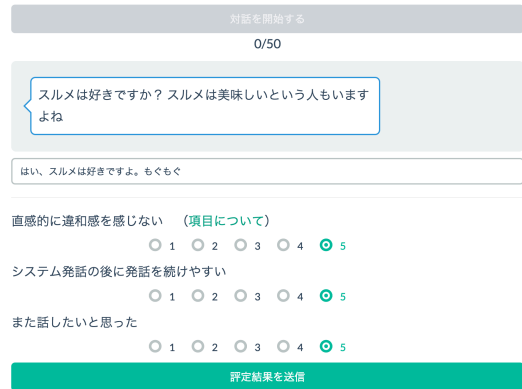 対話を開始する
0/50
スルメは好きですか？ スルメは美味しいという人もいます
よね
はい、スルメは好きですよ。もぐもぐ
直感的に違和感を感じない （項目について）
1 2 3 4 5
システム発話の後に発話を続けやすい
1 2 3 4 5
また話したいと思った
1 2 3 4 5
評定結果を送信